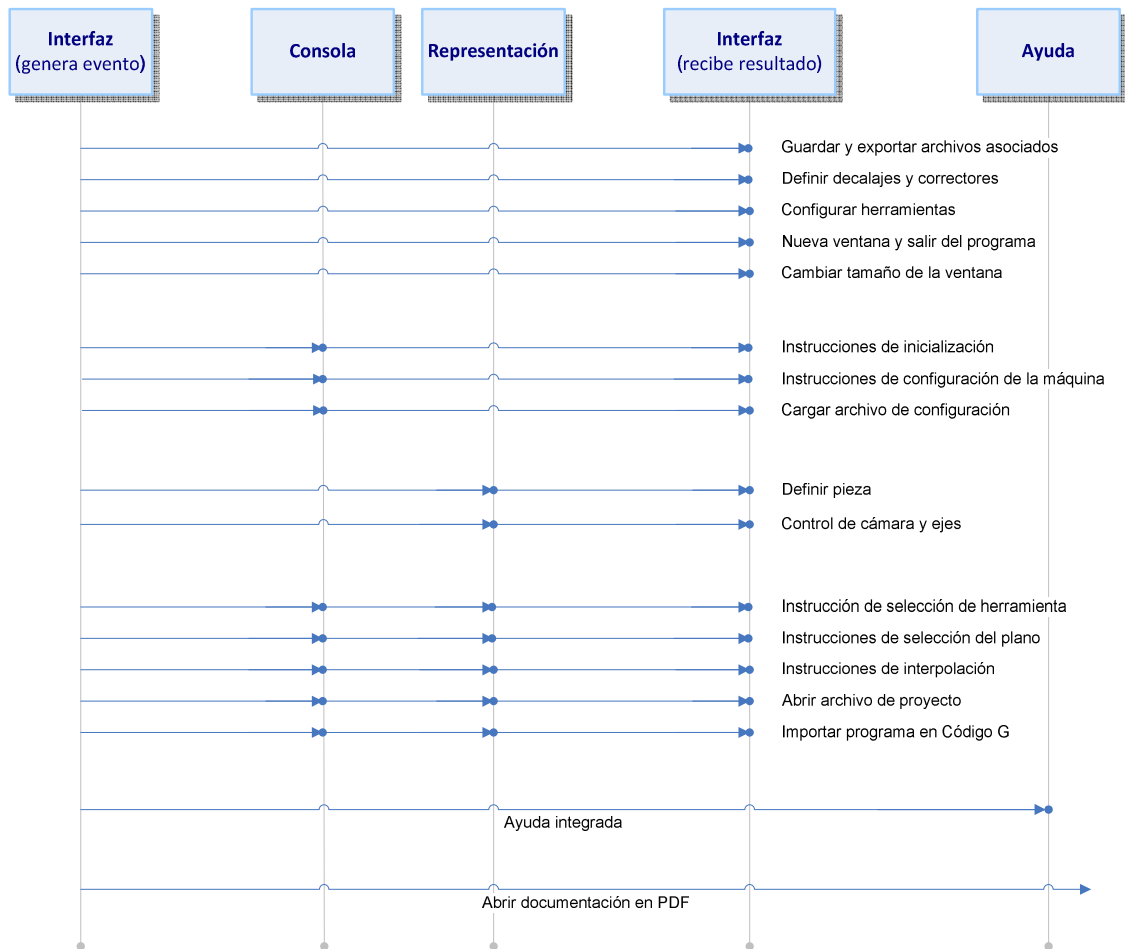 Interfaz
(genera evento)
Consola
Representación
Interfaz
(recibe resultado)
Ayuda
Guardar y exportar archivos asociados
Definir decalajes y correctores
Configurar herramientas
Nueva ventana y salir del programa
Cambiar tamaño de la ventana
Instrucciones de inicialización
Instrucciones de configuración de la máquina
Cargar archivo de configuración
Definir pieza
Control de cámara y ejes
Instrucción de selección de herramienta
Instrucciones de selección del plano
Instrucciones de interpolación
Abrir archivo de proyecto
Importar programa en Código G
Ayuda integrada
Abrir documentación en PDF